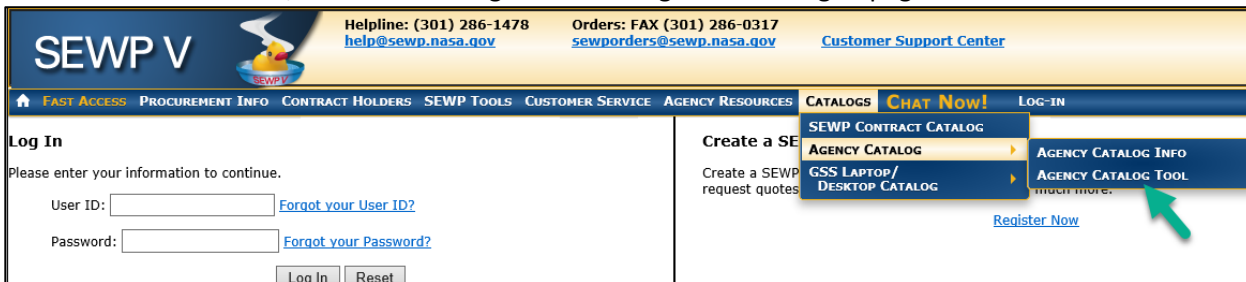 Helpline: (301) 286-1478 Orders: FAX (301) 286-0317
SEWP V help@sewp.nasa.gov sewporders@sewp.nasa.gov Customer Support Center
SEWP V
FAST ACCESS PROCUREMENT INFO CONTRACT HOLDERS SEWP TOOLS CUSTOMER SERVICE AGENCY RESOURCES CATALOGS CHAT NOW! LOG-IN
SEWP CONTRACT CATALOG
AGENCY CATALOG
GSS LAPTOP/
DESKTOP CATALOG
AGENCY CATALOG INFO
AGENCY CATALOG TOOL
Log In
Please enter your information to continue.
User ID: Forgot your User ID?
Password: Forgot your Password?
Log In Reset
Create a SE
Create a SEWP
request quotes much more.
Register Now